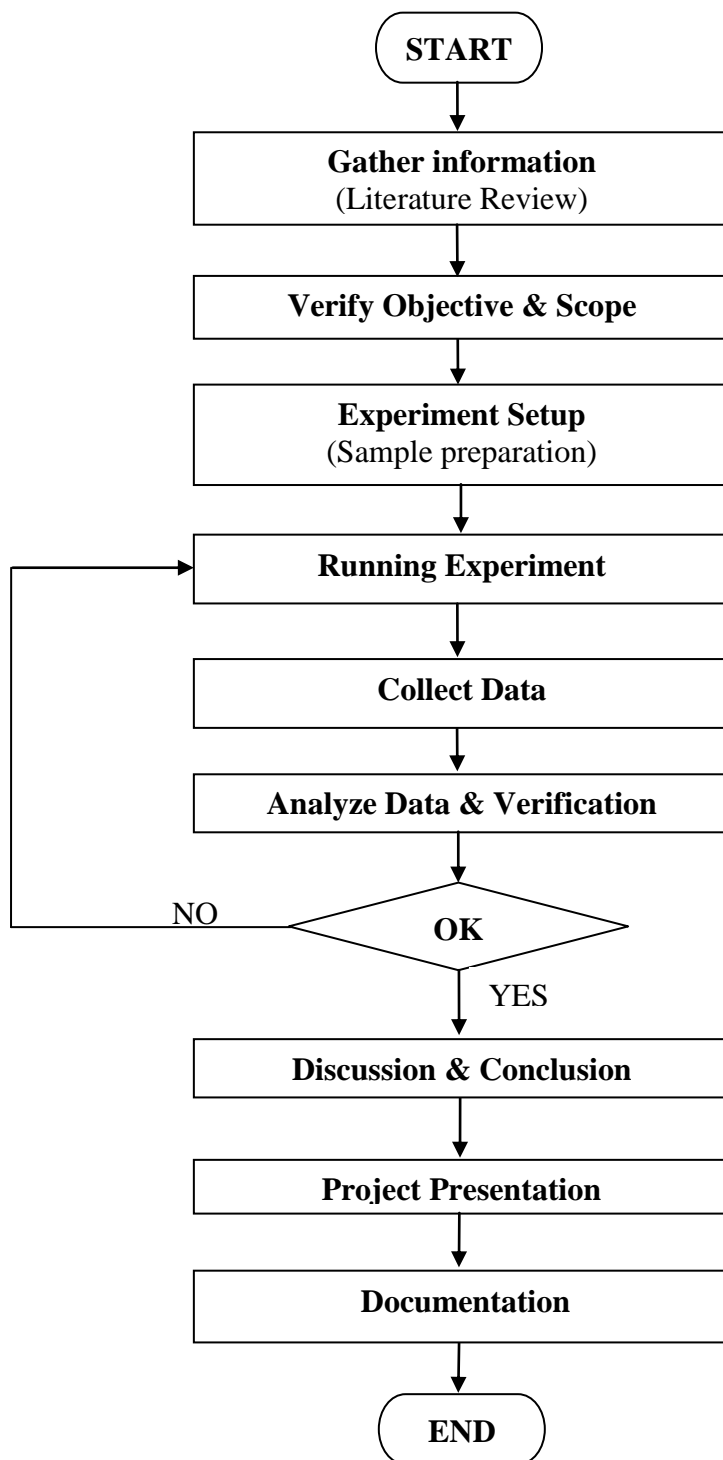 START
Gather information
(Literature Review)
Verify Objective & Scope
Experiment Setup
(Sample preparation)
Running Experiment
Collect Data
Analyze Data & Verification
NO
OK
YES
Discussion & Conclusion
Project Presentation
Documentation
END